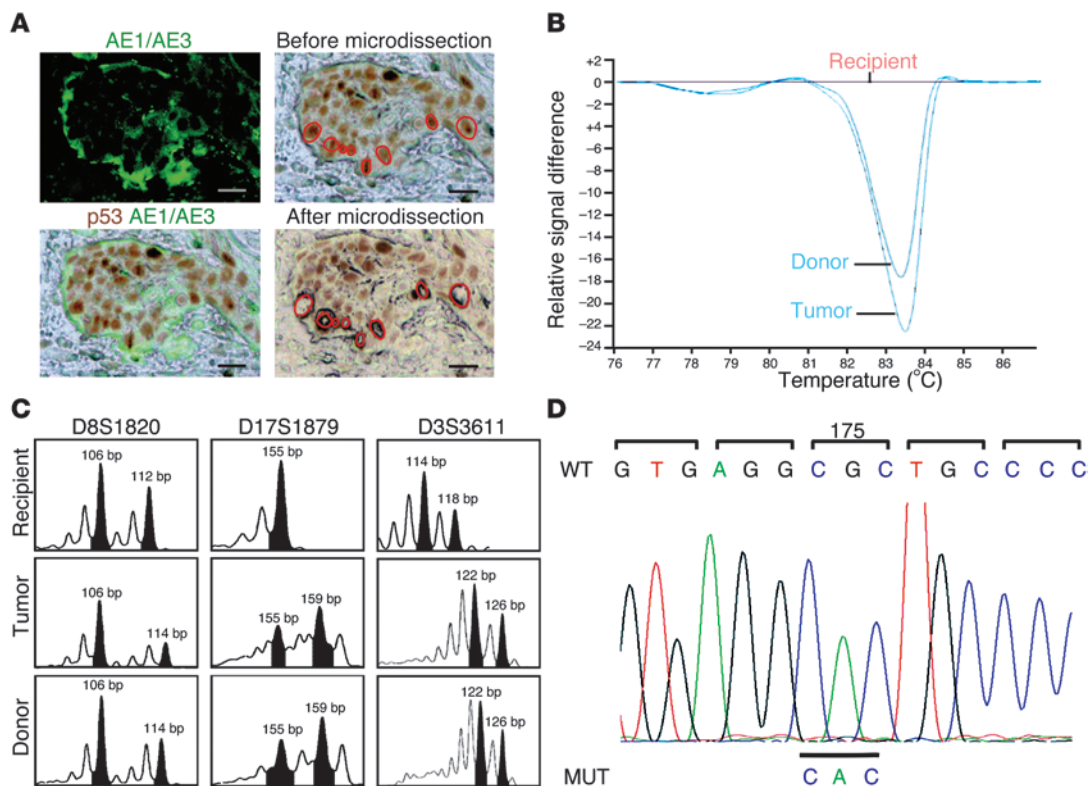 A
AE1/AE3
Before microdissection
p53 AE1/AE3
After microdissection
B
Relative signal difference
+2
0
−2
−4
−6
−8
−10
−12
−14
−16
−18
−20
−22
−24
Recipient
Donor
Tumor
76 77 78 79 80 81 82 83 84 85 86
Temperature (°C)
C
D8S1820 D17S1879 D3S3611
Recipient
106 bp
112 bp
155 bp
114 bp
118 bp
Tumor
106 bp
114 bp
155 bp
159 bp
122 bp
126 bp
Donor
106 bp
114 bp
155 bp
159 bp
122 bp
126 bp
D
175
WT G T G A G G C G C T G C C C C
MUT C A C